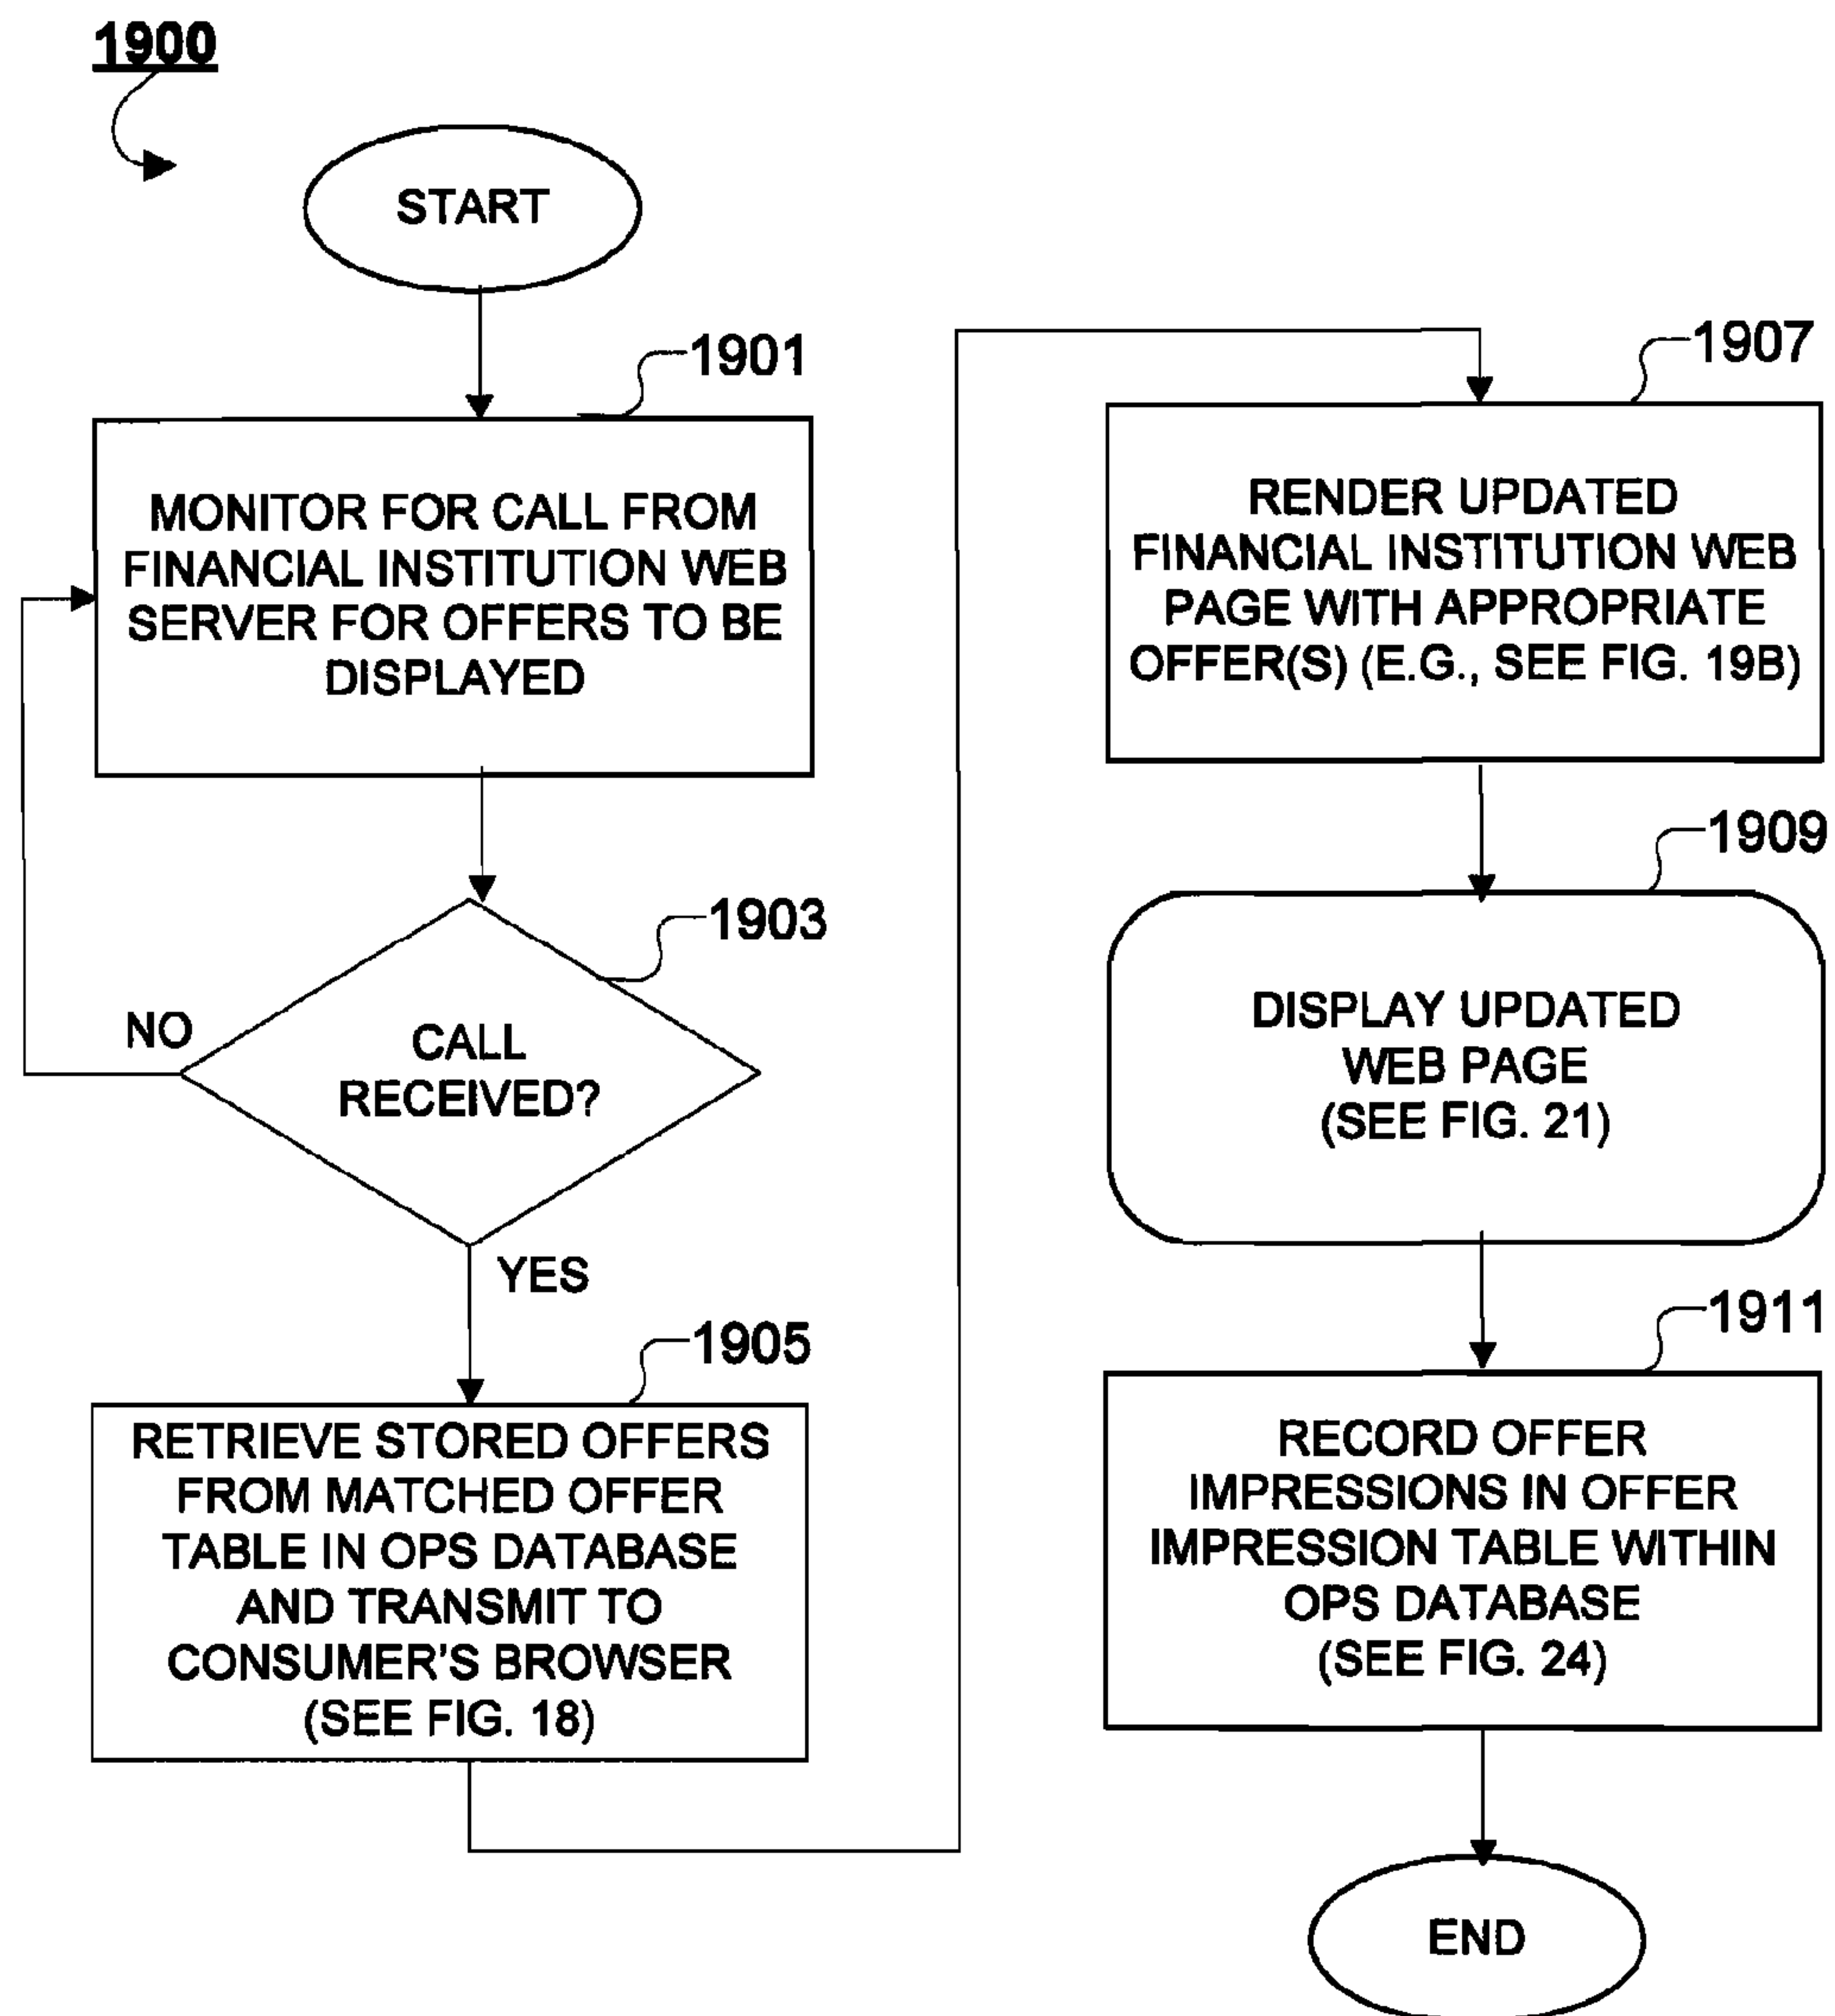 1900
START
1901
MONITOR FOR CALL FROM
FINANCIAL INSTITUTION WEB
SERVER FOR OFFERS TO BE
DISPLAYED
1903
NO
CALL
RECEIVED?
YES
1905
RETRIEVE STORED OFFERS
FROM MATCHED OFFER
TABLE IN OPS DATABASE
AND TRANSMIT TO
CONSUMER'S BROWSER
(SEE FIG. 18)
1907
RENDER UPDATED
FINANCIAL INSTITUTION WEB
PAGE WITH APPROPRIATE
OFFER(S) (E.G., SEE FIG. 19B)
1909
DISPLAY UPDATED
WEB PAGE
(SEE FIG. 21)
1911
RECORD OFFER
IMPRESSIONS IN OFFER
IMPRESSION TABLE WITHIN
OPS DATABASE
(SEE FIG. 24)
END